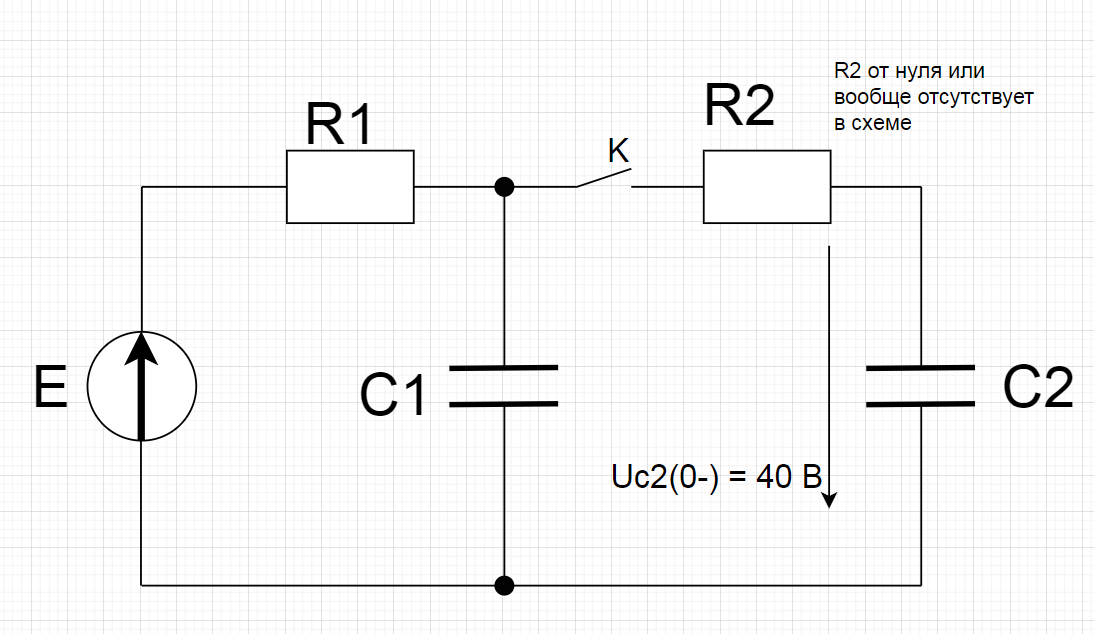 R2 от нуля или
вообще отсутствует
в схеме
R1
R2
K
E
C1
C2
Uc2(0-) = 40 В